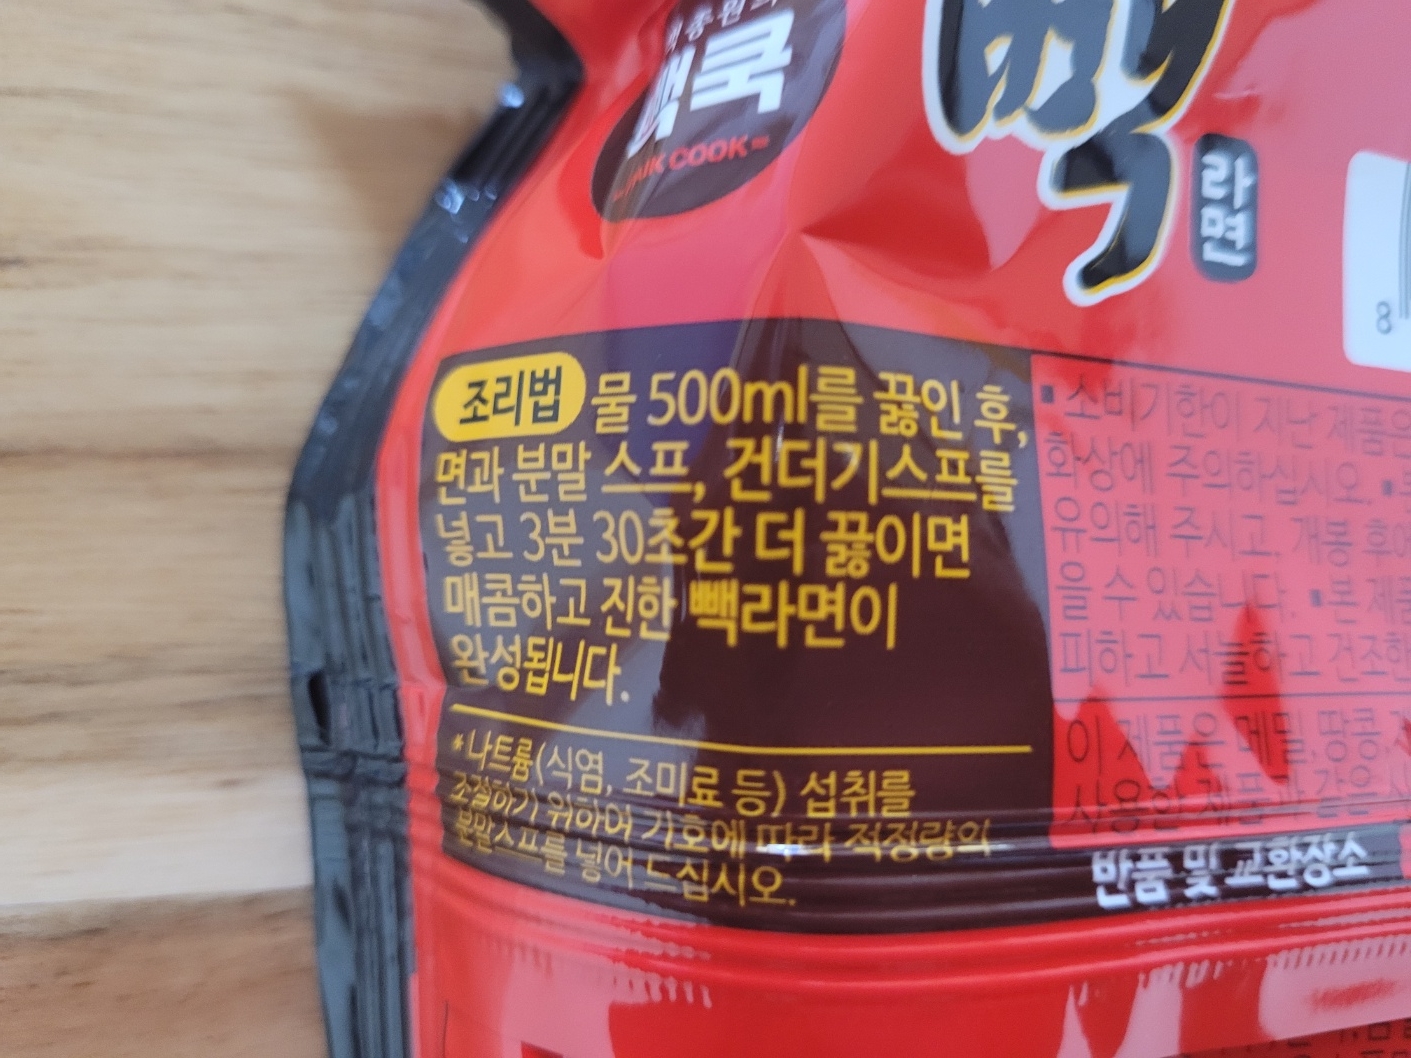 백종원의
빽쿡
PAIK COOK™
빽
라면
8
조리법 물 500ml를 끓인 후,
면과 분말 스프, 건더기스프를
넣고 3분 30초간 더 끓이면
매콤하고 진한 빽라면이
완성됩니다.
*나트륨(식염, 조미료 등) 섭취를
조절하기 위하여 기호에 따라 적정량의
분말스프를 넣어 드십시오.
▪소비기한이 지난 제품은
화상에 주의하십시오. ▪
유의해 주시고, 개봉 후에
을 수 있습니다. ▪본 제품
피하고 서늘하고 건조한
이 제품은 메밀, 땅콩,
사용한 제품과 같은
반품 및 교환장소